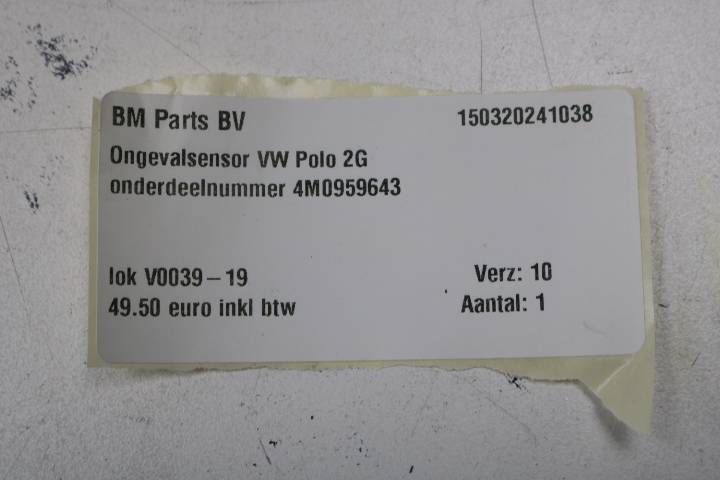 BM Parts BV 150320241038
Ongevalsensor VW Polo 2G
onderdeelnummer 4M0959643
lok V0039-19 Verz: 10
49.50 euro inkl btw Aantal: 1